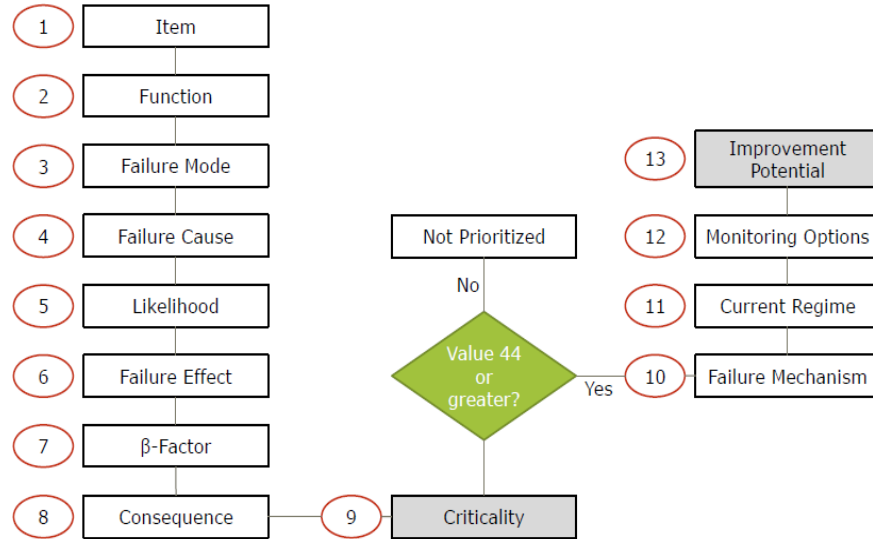 1
Item
2
Function
3
Failure Mode
4
Failure Cause
5
Likelihood
6
Failure Effect
7
β-Factor
8
Consequence
9
Criticality
Value 44
or
greater?
No
Not Prioritized
Yes
10
Failure Mechanism
11
Current Regime
12
Monitoring Options
13
Improvement
Potential